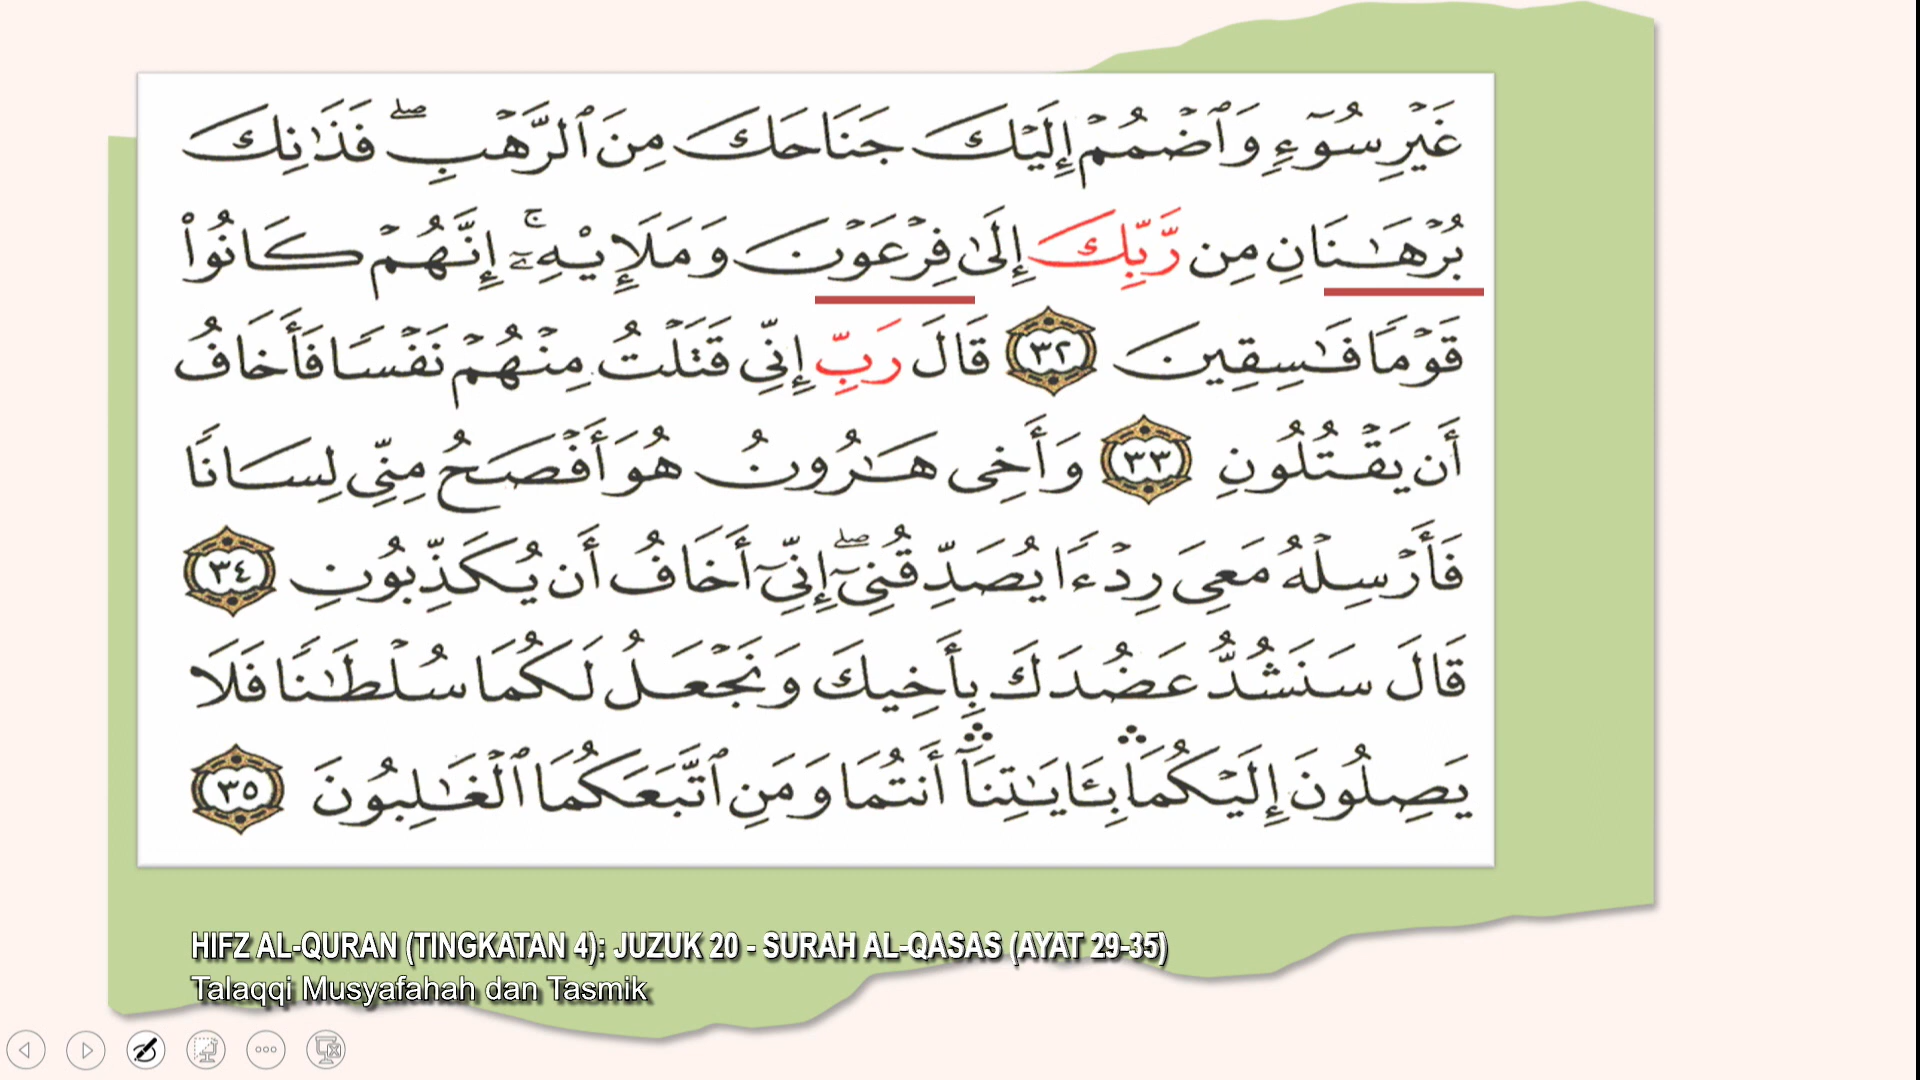 غَيْرِ سُوٓءٍ وَٱضْمُمْ إِلَيْكَ جَنَاحَكَ مِنَ ٱلرَّهْبِ ۖ فَذَٰنِكَ
بُرْهَـٰنَانِ مِن رَّبِّكَ إِلَىٰ فِرْعَوْنَ وَمَلَإِي۟هِۦٓ ۚ إِنَّهُمْ كَانُوا۟
قَوْمًا فَـٰسِقِينَ ٣٢ قَالَ رَبِّ إِنِّى قَتَلْتُ مِنْهُمْ نَفْسًا فَأَخَافُ
أَن يَقْتُلُونِ ٣٣ وَأَخِى هَـٰرُونُ هُوَ أَفْصَحُ مِنِّى لِسَانًا
فَأَرْسِلْهُ مَعِىَ رِدْءًا يُصَدِّقُنِىٓ ۖ إِنِّىٓ أَخَافُ أَن يُكَذِّبُونِ ٣٤
قَالَ سَنَشُدُّ عَضُدَكَ بِأَخِيكَ وَنَجْعَلُ لَكُمَا سُلْطَـٰنًا فَلَا
يَصِلُونَ إِلَيْكُمَا ۛ بِـَٔايَـٰتِنَآ ۛ أَنتُمَا وَمَنِ ٱتَّبَعَكُمَا ٱلْغَـٰلِبُونَ ٣٥
HIFZ AL-QURAN (TINGKATAN 4): JUZUK 20 - SURAH AL-QASAS (AYAT 29-35)
Talaqqi Musyafahah dan Tasmik